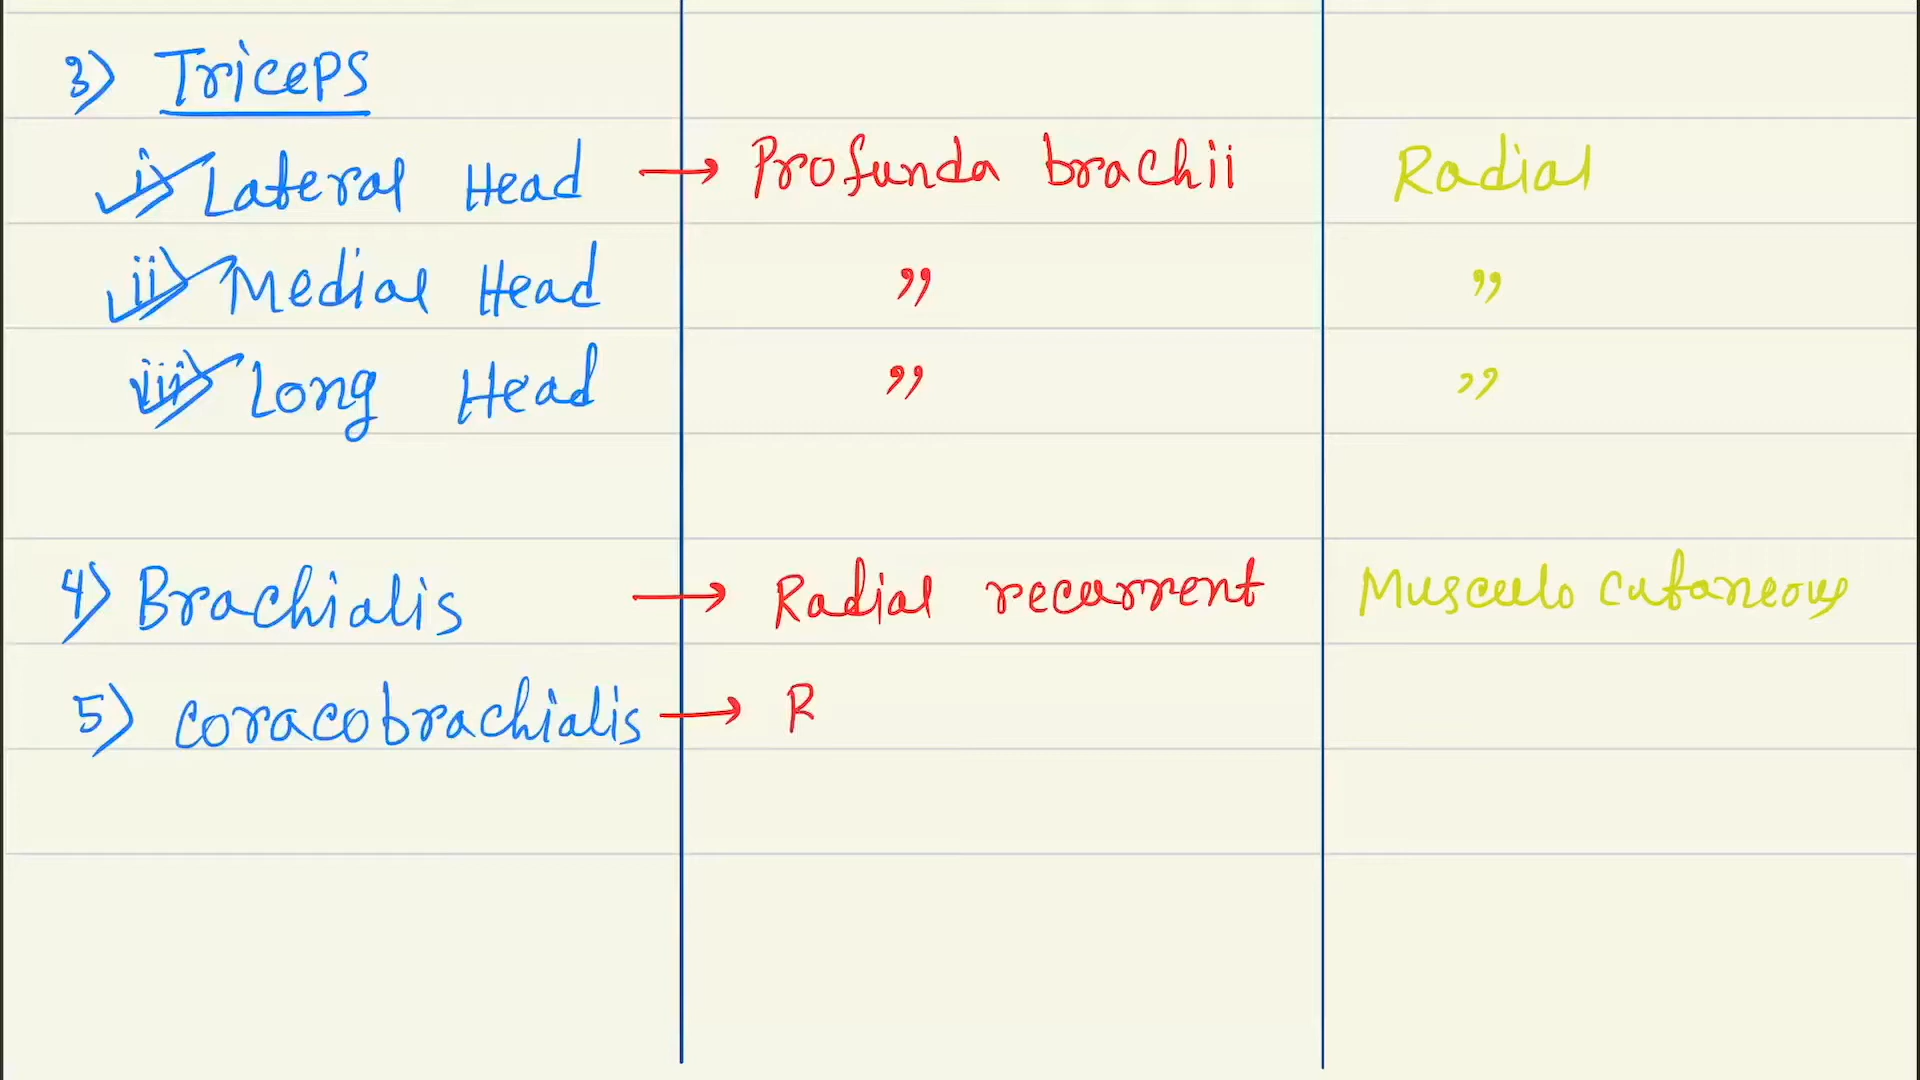 3) Triceps
i) Lateral Head → Profunda brachii Radial
ii) Medial Head ,, ,,
iii) Long Head ,, ,,
4) Brachialis → Radial recurrent Musculo cutaneous
5) coracobrachialis → R